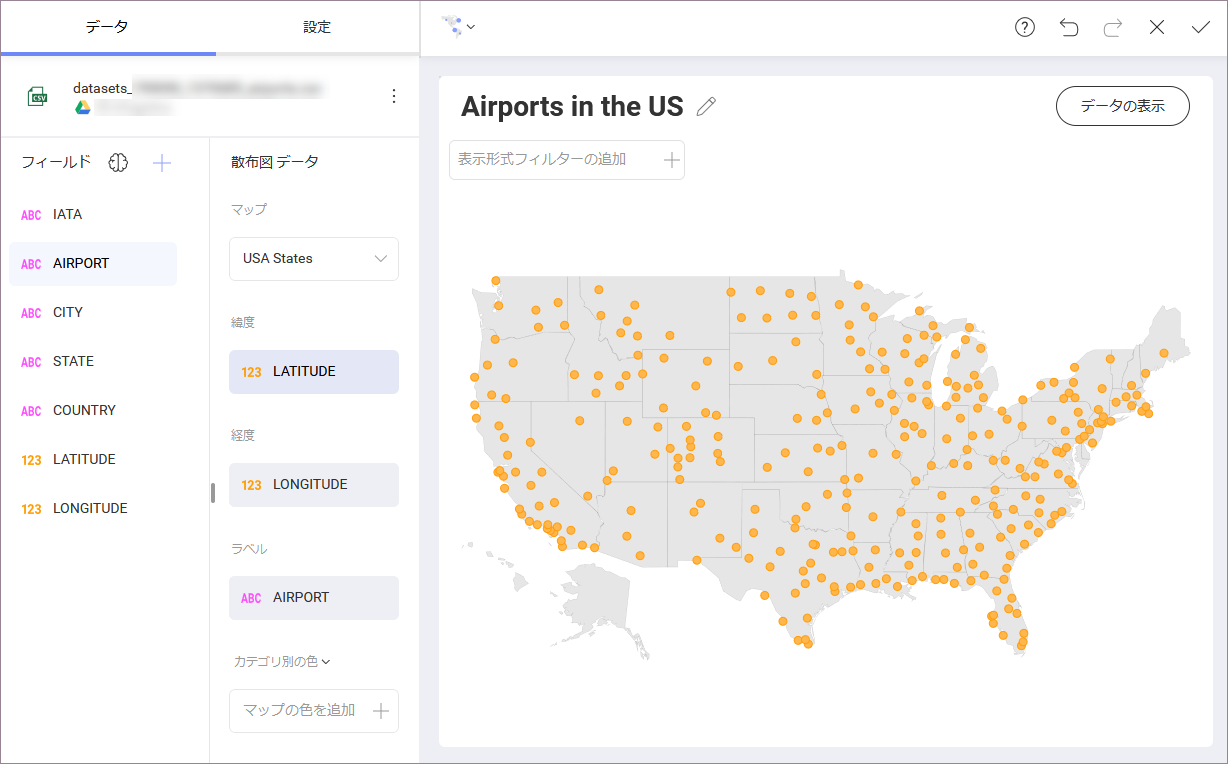 データ
設定
datasets_
CSV
フィールド
ABC IATA
ABC AIRPORT
ABC CITY
ABC STATE
ABC COUNTRY
123 LATITUDE
123 LONGITUDE
散布図 データ
マップ
USA States
緯度
123 LATITUDE
経度
123 LONGITUDE
ラベル
ABC AIRPORT
カテゴリ別の色
マップの色を追加
Airports in the US
データの表示
表示形式フィルターの追加